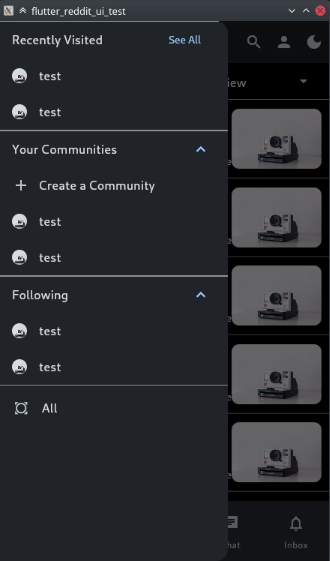 flutter_reddit_ui_test
Recently Visited
See All
test
test
Your Communities
Create a Community
test
test
Following
test
test
All
iew
hat
Inbox